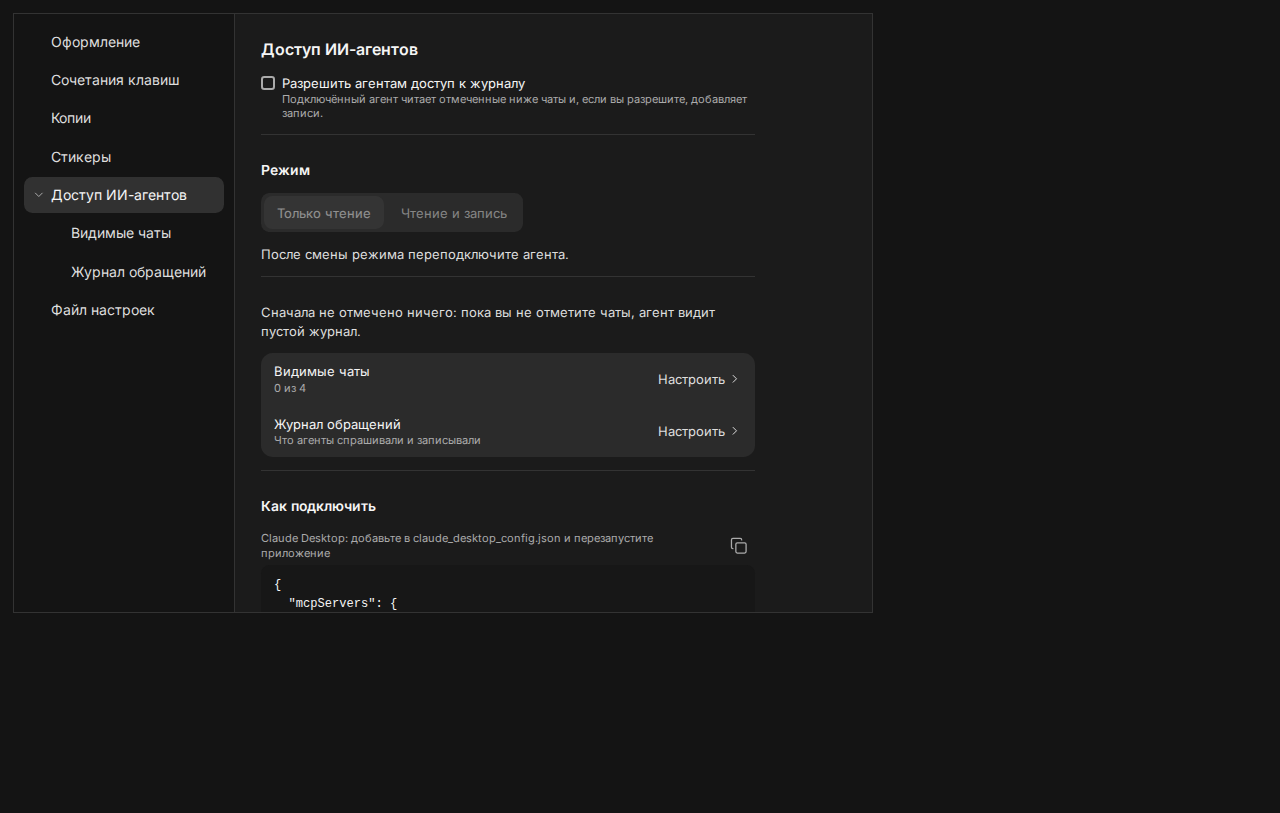 Оформление
Сочетания клавиш
Копии
Стикеры
Доступ ИИ-агентов
Видимые чаты
Журнал обращений
Файл настроек
Доступ ИИ-агентов
Разрешить агентам доступ к журналу
Подключённый агент читает отмеченные ниже чаты и, если вы разрешите, добавляет
записи.
Режим
Только чтение
Чтение и запись
После смены режима переподключите агента.
Сначала не отмечено ничего: пока вы не отметите чаты, агент видит
пустой журнал.
Видимые чаты
0 из 4
Настроить
Журнал обращений
Что агенты спрашивали и записывали
Настроить
Как подключить
Claude Desktop: добавьте в claude_desktop_config.json и перезапустите
приложение
{
"mcpServers": {